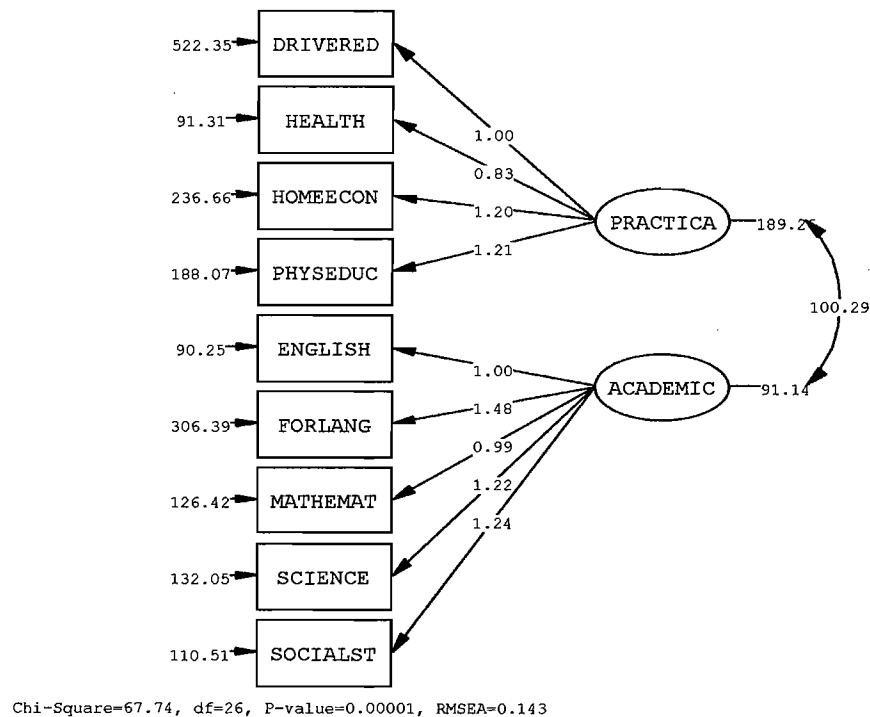 522.35 DRIVERED
91.31 HEALTH
1.00
0.83
236.66 HOMEECON
1.20
PRACTICA
1.21
188.07 PHYSEDUC
100.29
90.25 ENGLISH
1.00
ACADEMIC 91.14
1.48
306.39 FORLANG
0.99
1.22
126.42 MATHEMAT
1.24
132.05 SCIENCE
110.51 SOCIALST
Chi-Square=67.74, df=26, P-value=0.00001, RMSEA=0.143